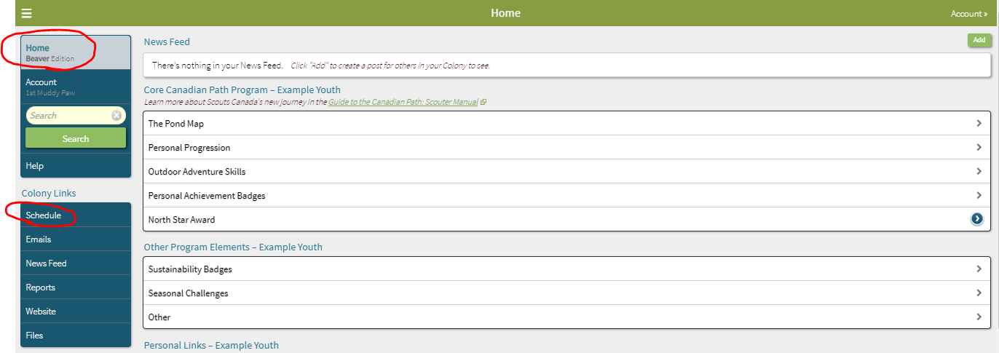 Home
Account »
Home
Beaver Edition
Account
1st Muddy Paw
Search
Search
Help
Colony Links
Schedule
Emails
News Feed
Reports
Website
Files
News Feed
Add
There's nothing in your News Feed. Click "Add" to create a post for others in your Colony to see.
Core Canadian Path Program – Example Youth
Learn more about Scouts Canada's new journey in the Guide to the Canadian Path: Scouter Manual
The Pond Map
Personal Progression
Outdoor Adventure Skills
Personal Achievement Badges
North Star Award
Other Program Elements – Example Youth
Sustainability Badges
Seasonal Challenges
Other
Personal Links – Example Youth